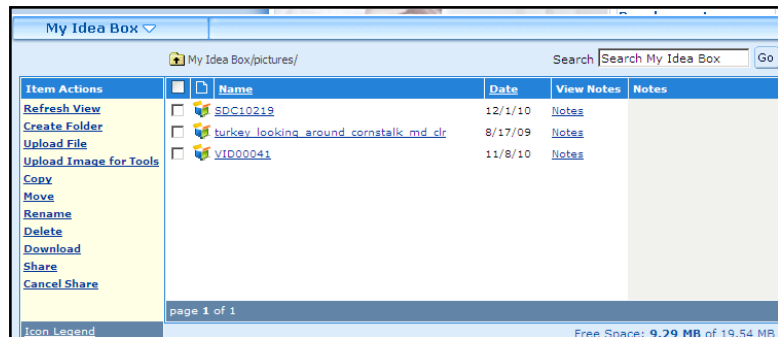 My Idea Box
My Idea Box/pictures/
Search Search My Idea Box Go
Item Actions
Refresh View
Create Folder
Upload File
Upload Image for Tools
Copy
Move
Rename
Delete
Download
Share
Cancel Share
Icon Legend
Name Date View Notes Notes
SDC10219 12/1/10 Notes
turkey_looking_around_cornstalk_md_clr 8/17/09 Notes
VID00041 11/8/10 Notes
page 1 of 1
Free Space: 9.29 MB of 19.54 MB